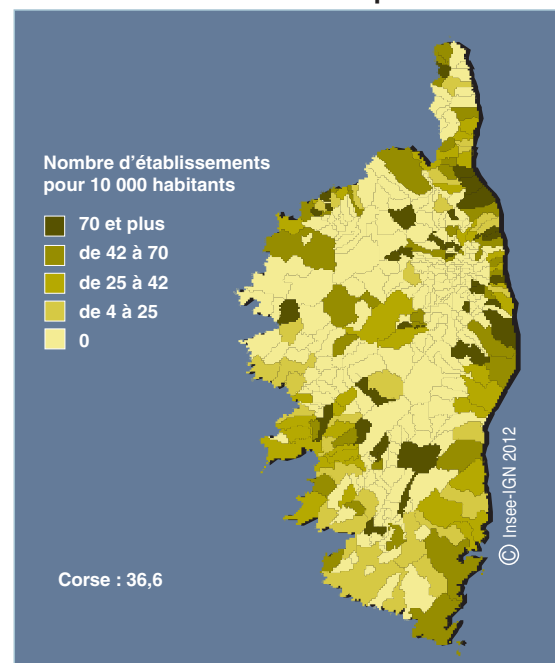 Nombre d'établissements
pour 10 000 habitants
70 et plus
de 42 à 70
de 25 à 42
de 4 à 25
0
© Insee-IGN 2012
Corse : 36,6